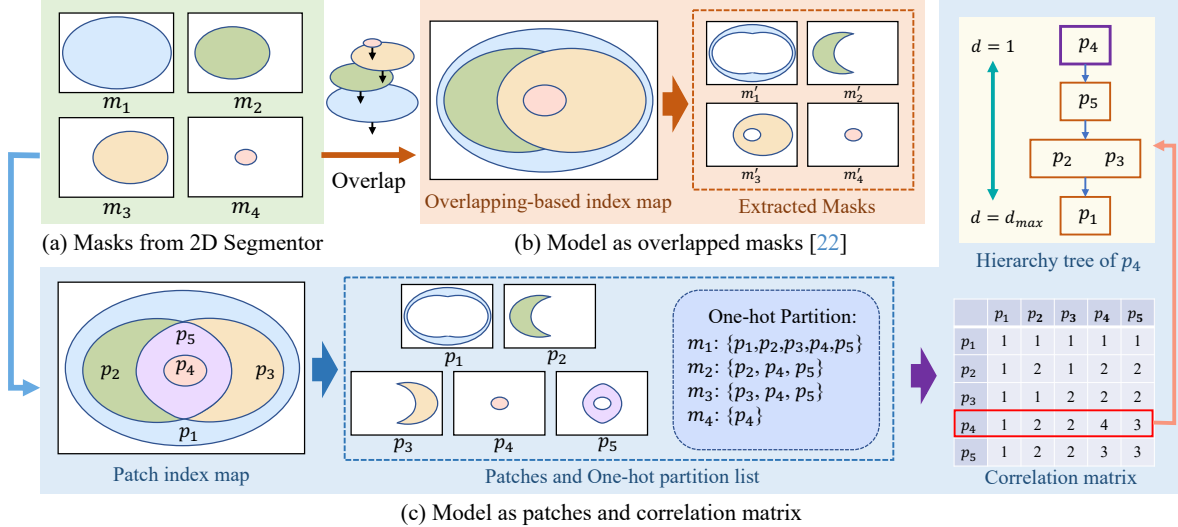 m₁
m₂
m₃
m₄
(a) Masks from 2D Segmentor
Overlap
Overlapping-based index map
m′₁
m′₂
m′₃
m′₄
Extracted Masks
(b) Model as overlapped masks [22]
d = 1
d = dₘₐₓ
p₄
p₅
p₂ p₃
p₁
Hierarchy tree of p₄
p₅
p₂ p₄ p₃
p₁
Patch index map
p₁ p₂
p₃ p₄ p₅
One-hot Partition:
m₁: {p₁,p₂,p₃,p₄,p₅}
m₂: {p₂, p₄, p₅}
m₃: {p₃, p₄, p₅}
m₄: {p₄}
Patches and One-hot partition list
p₁ p₂ p₃ p₄ p₅
p₁ 1 1 1 1 1
p₂ 1 2 1 2 2
p₃ 1 1 2 2 2
p₄ 1 2 2 4 3
p₅ 1 2 2 3 3
Correlation matrix
(c) Model as patches and correlation matrix